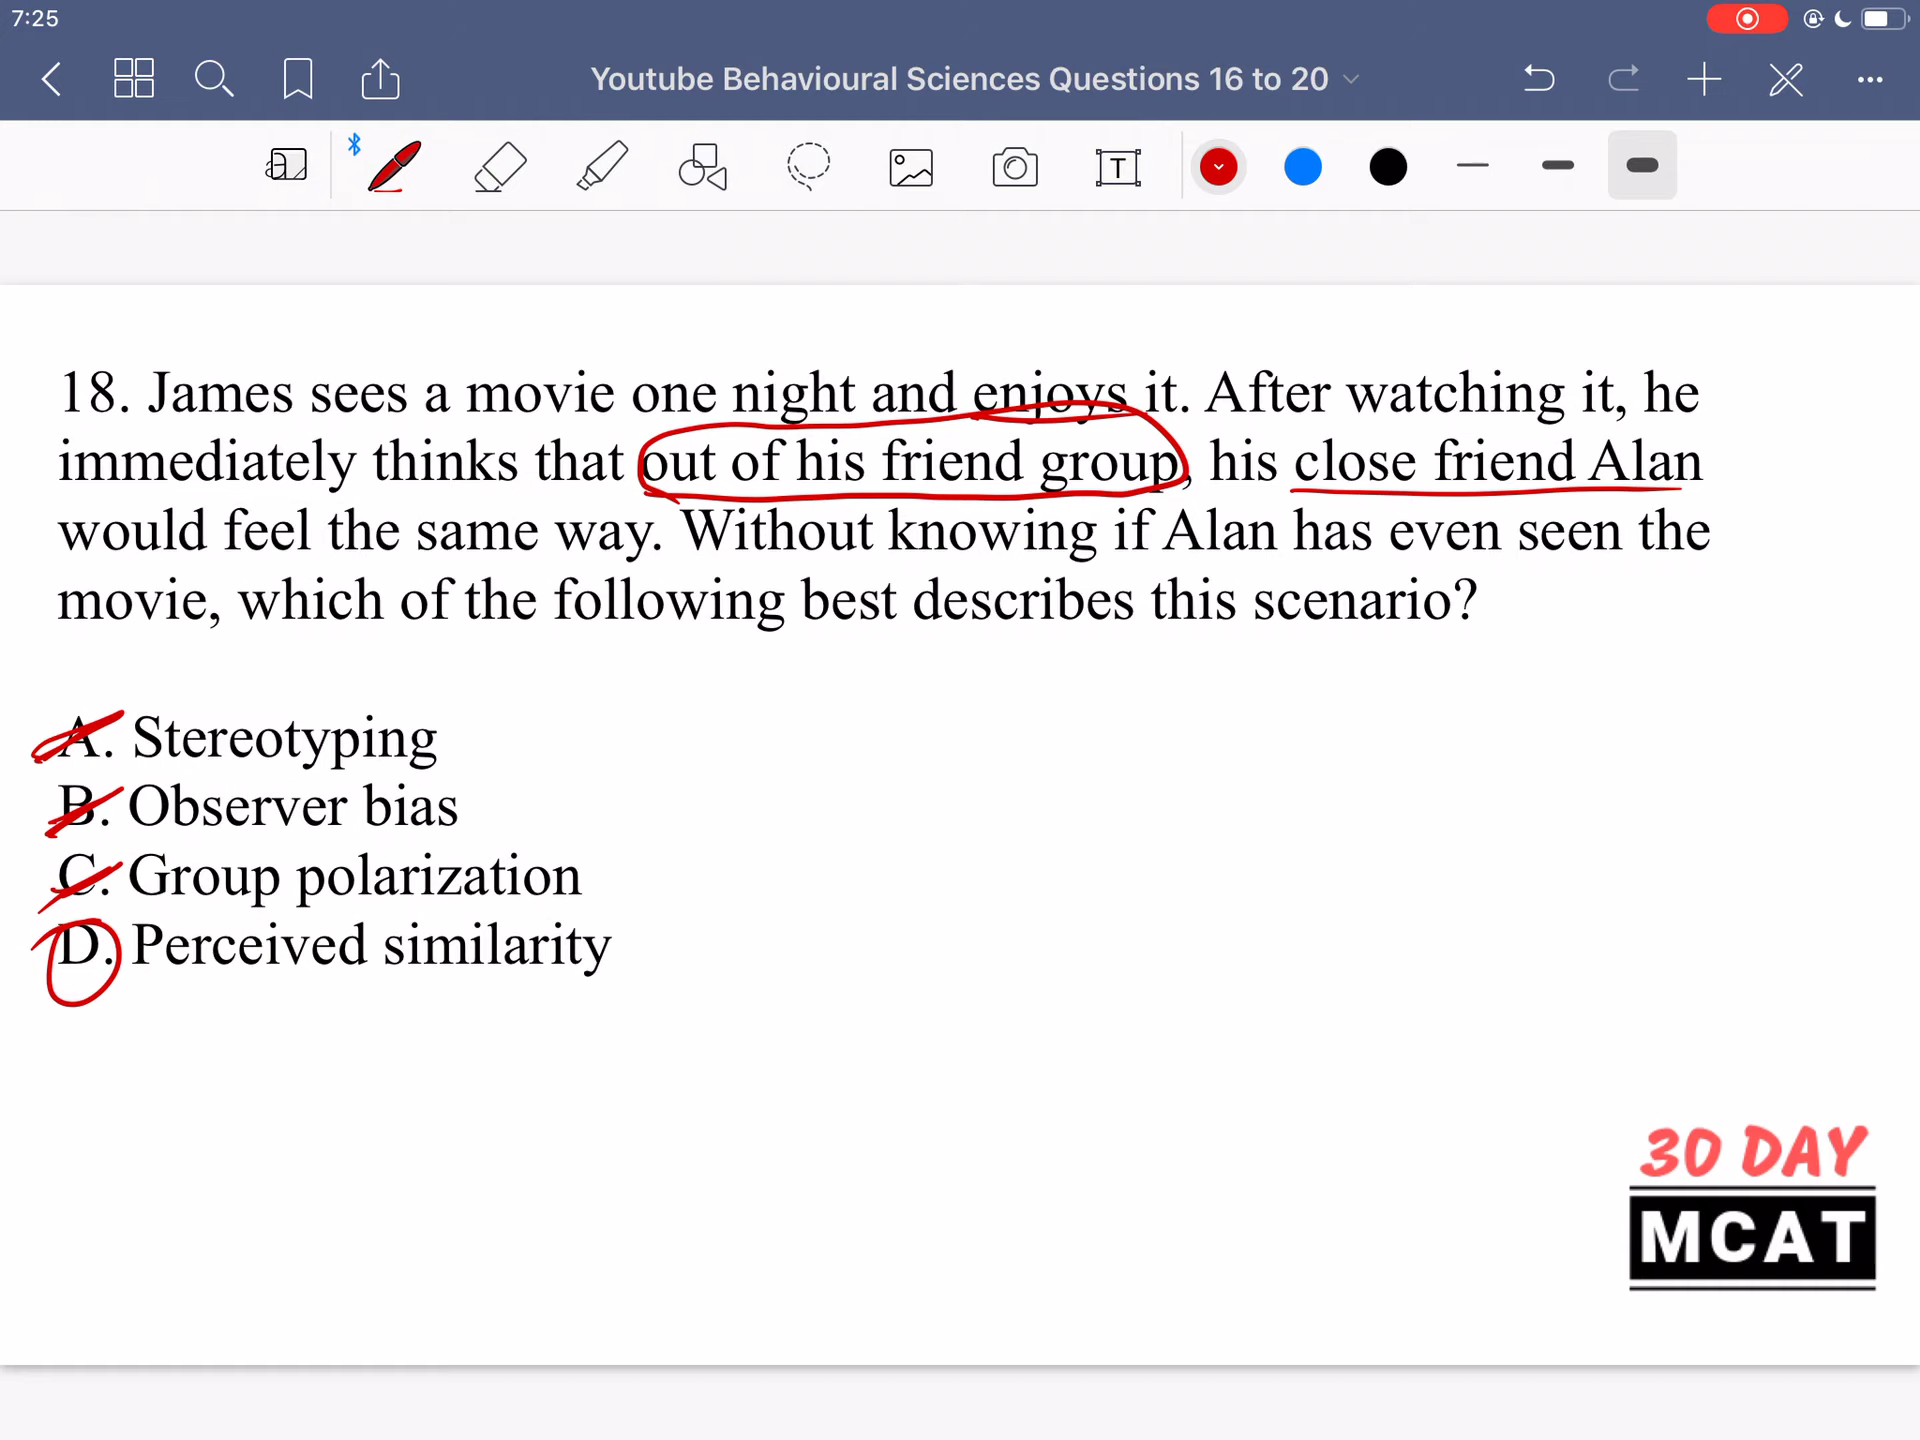 7:25
Youtube Behavioural Sciences Questions 16 to 20
a
T
18. James sees a movie one night and enjoys it. After watching it, he
immediately thinks that out of his friend group, his close friend Alan
would feel the same way. Without knowing if Alan has even seen the
movie, which of the following best describes this scenario?
A. Stereotyping
B. Observer bias
C. Group polarization
D. Perceived similarity
30 DAY
MCAT